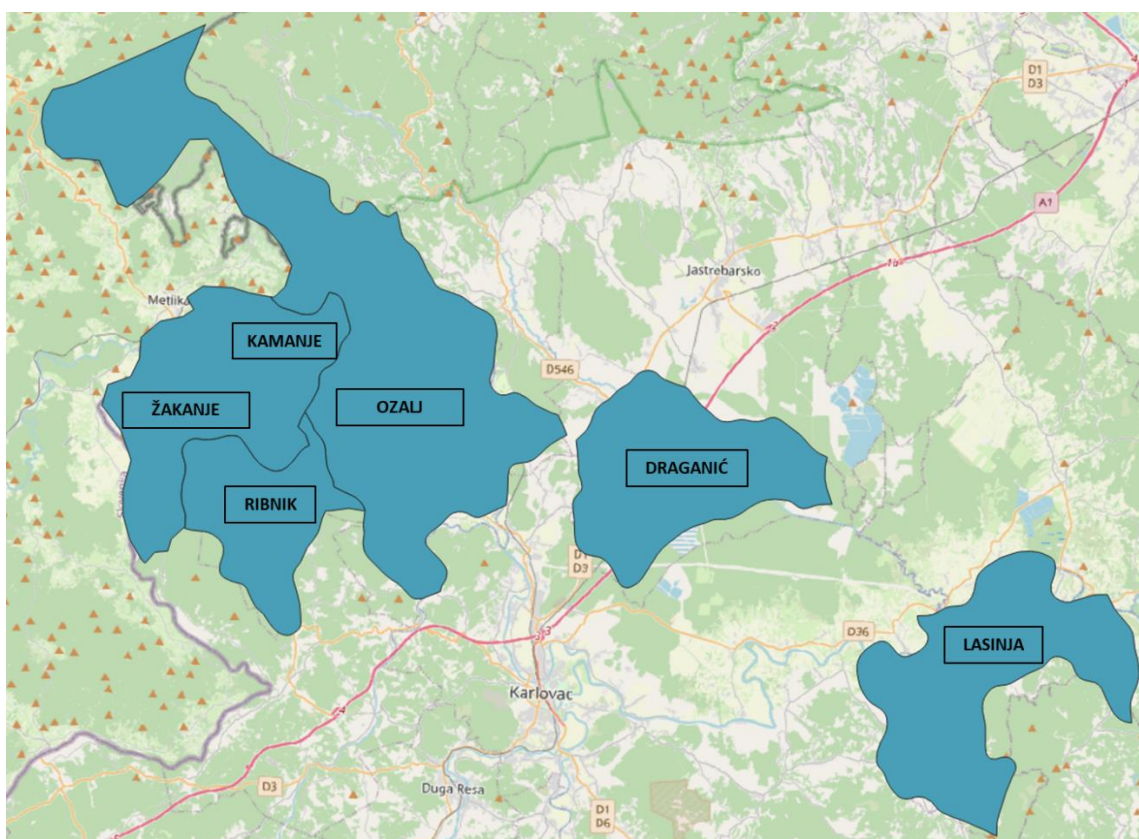 D1
D3
A1
Jastrebarsko
Metlika
KAMANJE
D546
ŽAKANJE
OZALJ
DRAGANIĆ
RIBNIK
D1
D3
D36
LASINJA
Karlovac
D3
Duga Resa
D1
D6